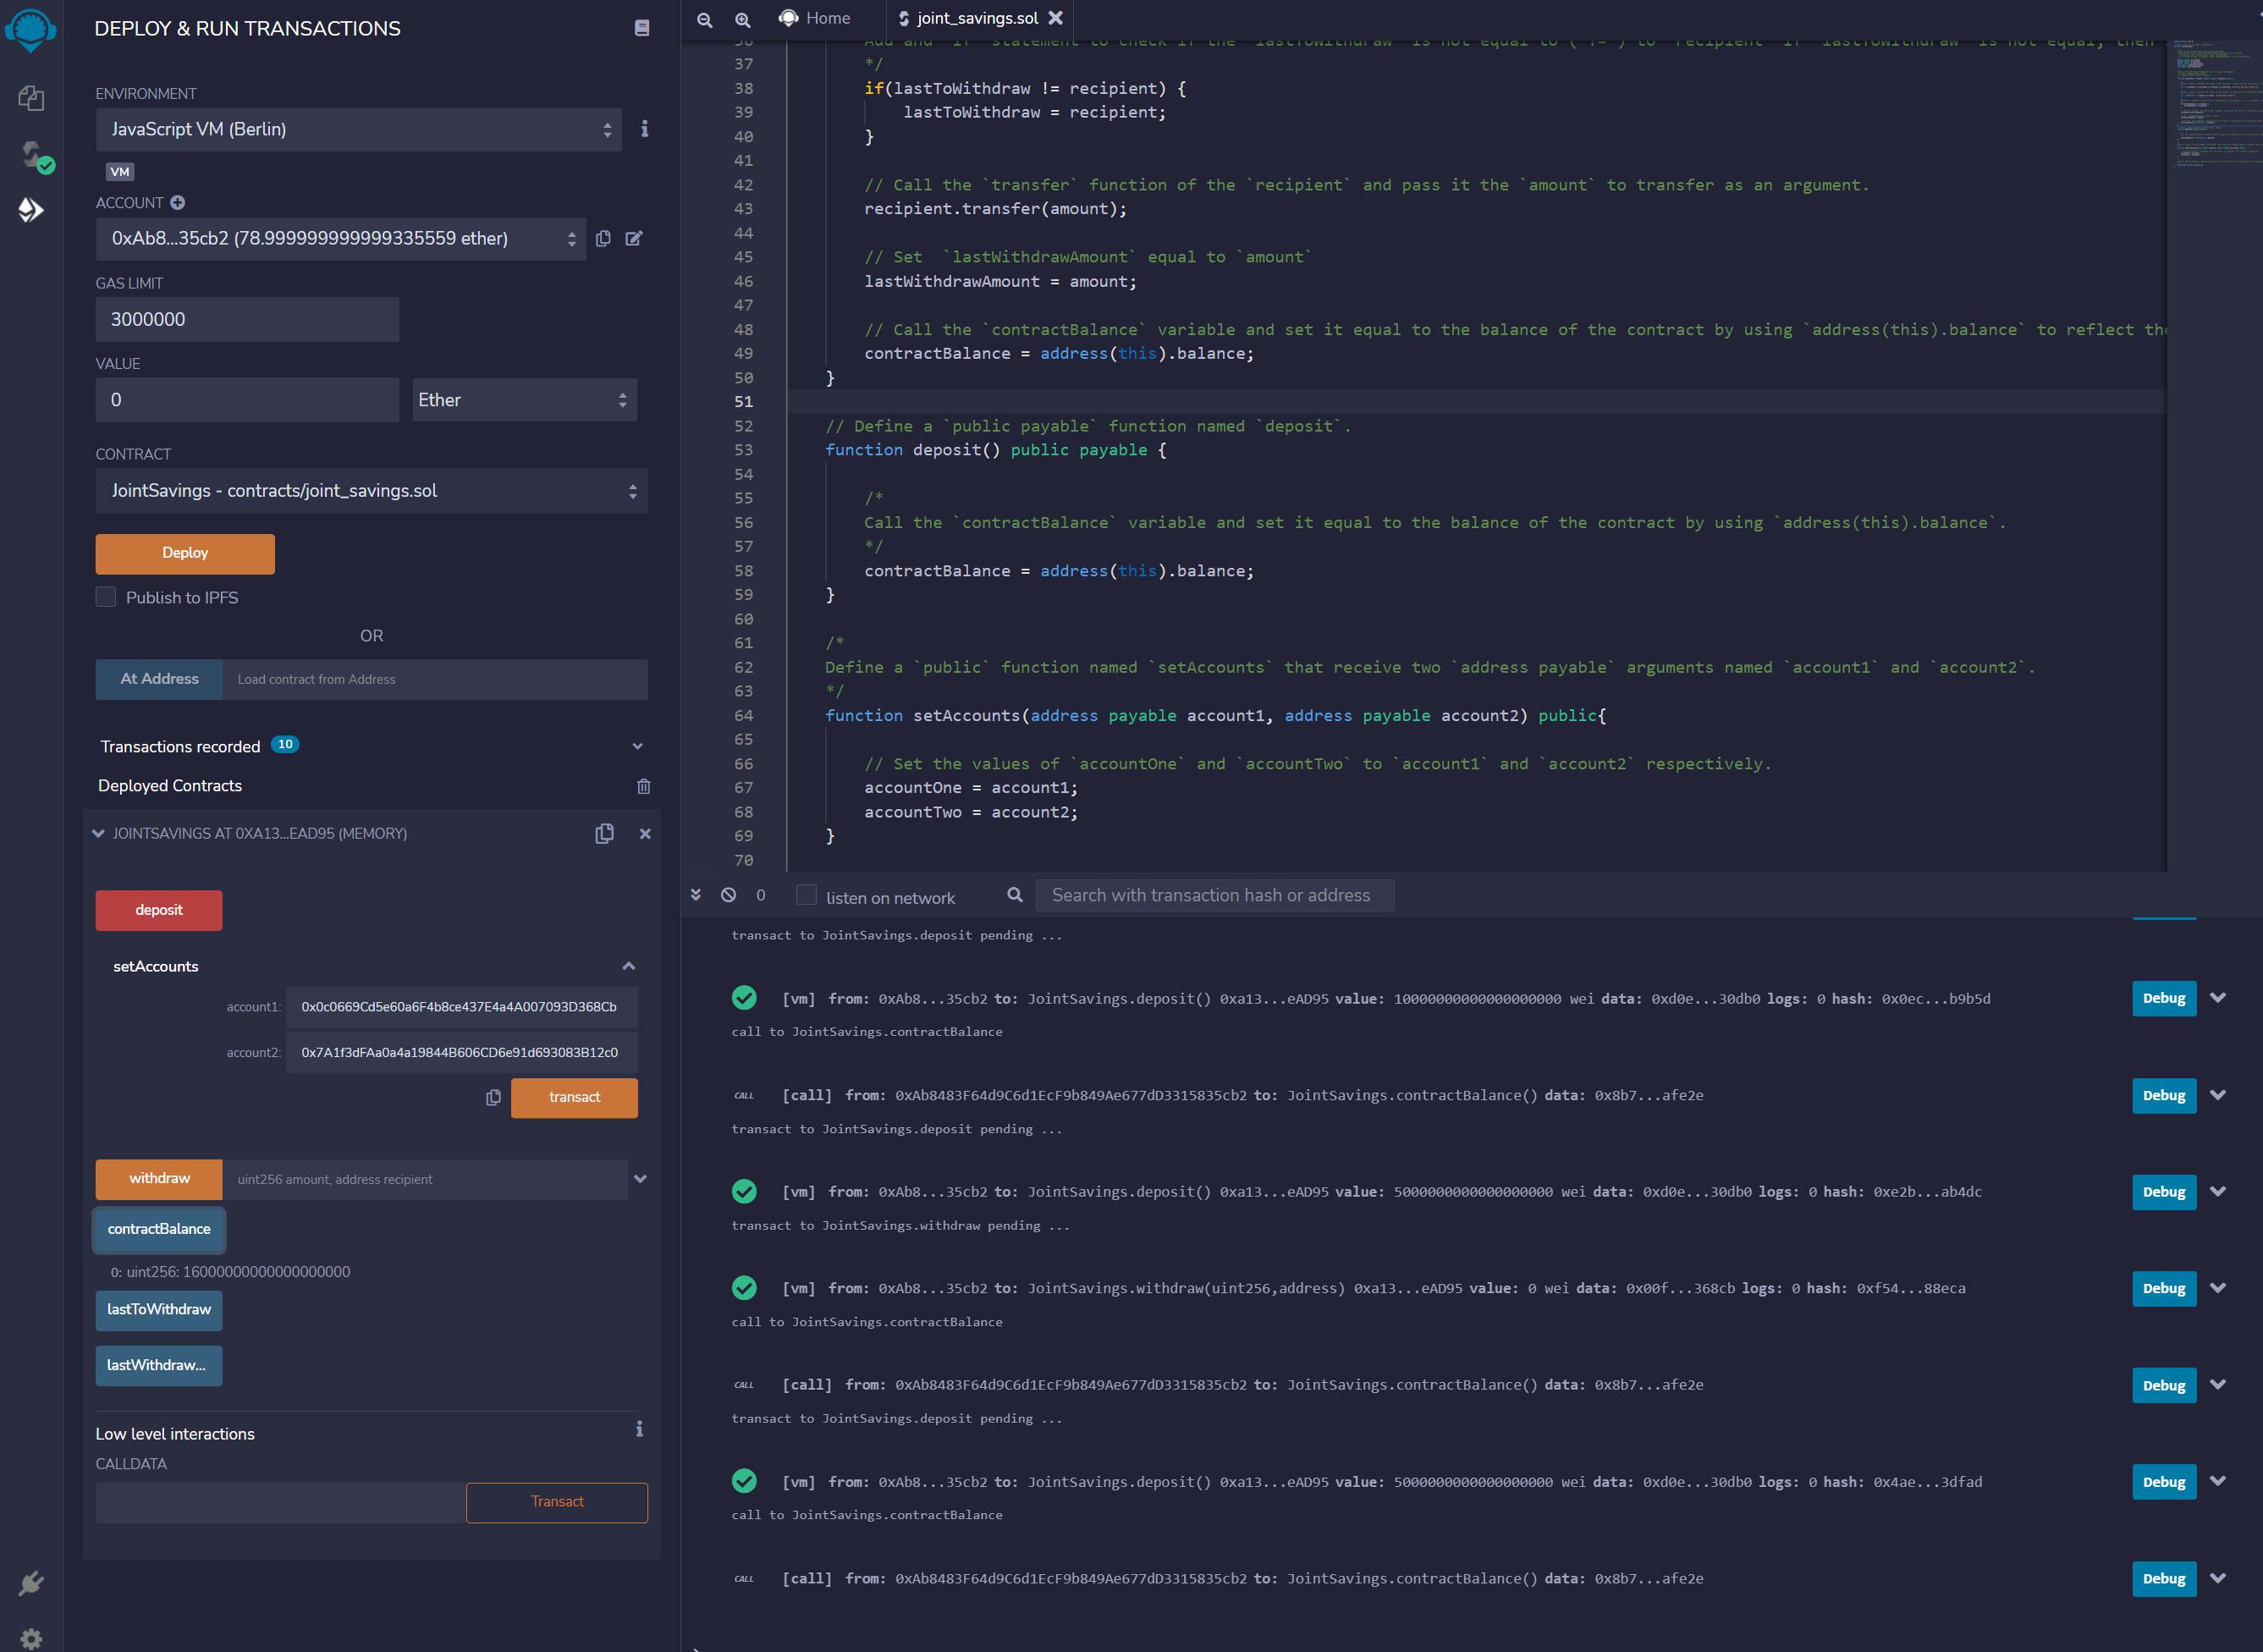 DEPLOY & RUN TRANSACTIONS
ENVIRONMENT
JavaScript VM (Berlin)
VM
ACCOUNT
0xAb8...35cb2 (78.999999999999335559 ether)
GAS LIMIT
3000000
VALUE
0
Ether
CONTRACT
JointSavings - contracts/joint_savings.sol
Deploy
Publish to IPFS
OR
At Address
Load contract from Address
Transactions recorded 10
Deployed Contracts
JOINTSAVINGS AT 0XA13...EAD95 (MEMORY)
deposit
setAccounts
account1: 0x0c0669Cd5e60a6F4b8ce437E4a4A007093D368Cb
account2: 0x7A1f3dFAa0a4a19844B606CD6e91d693083B12c0
transact
withdraw
uint256 amount, address recipient
contractBalance
0: uint256: 16000000000000000000
lastToWithdraw
lastWithdraw...
Low level interactions
CALLDATA
Transact
Home
joint_savings.sol
36 Add and `if` statement to check if the `lastToWithdraw` is not equal to (`!=`) to `recipient` If `lastToWithdraw` is not equal, then
37 */
38 if(lastToWithdraw != recipient) {
39 lastToWithdraw = recipient;
40 }
41
42 // Call the `transfer` function of the `recipient` and pass it the `amount` to transfer as an argument.
43 recipient.transfer(amount);
44
45 // Set  `lastWithdrawAmount` equal to `amount`
46 lastWithdrawAmount = amount;
47
48 // Call the `contractBalance` variable and set it equal to the balance of the contract by using `address(this).balance` to reflect the
49 contractBalance = address(this).balance;
50 }
51
52 // Define a `public payable` function named `deposit`.
53 function deposit() public payable {
54
55 /*
56 Call the `contractBalance` variable and set it equal to the balance of the contract by using `address(this).balance`.
57 */
58 contractBalance = address(this).balance;
59 }
60
61 /*
62 Define a `public` function named `setAccounts` that receive two `address payable` arguments named `account1` and `account2`.
63 */
64 function setAccounts(address payable account1, address payable account2) public{
65
66 // Set the values of `accountOne` and `accountTwo` to `account1` and `account2` respectively.
67 accountOne = account1;
68 accountTwo = account2;
69 }
70
0
listen on network
Search with transaction hash or address
transact to JointSavings.deposit pending ...
[vm] from: 0xAb8...35cb2 to: JointSavings.deposit() 0xa13...eAD95 value: 10000000000000000000 wei data: 0xd0e...30db0 logs: 0 hash: 0x0ec...b9b5d
Debug
call to JointSavings.contractBalance
CALL [call] from: 0xAb8483F64d9C6d1EcF9b849Ae677dD3315835cb2 to: JointSavings.contractBalance() data: 0x8b7...afe2e
Debug
transact to JointSavings.deposit pending ...
[vm] from: 0xAb8...35cb2 to: JointSavings.deposit() 0xa13...eAD95 value: 5000000000000000000 wei data: 0xd0e...30db0 logs: 0 hash: 0xe2b...ab4dc
Debug
transact to JointSavings.withdraw pending ...
[vm] from: 0xAb8...35cb2 to: JointSavings.withdraw(uint256,address) 0xa13...eAD95 value: 0 wei data: 0x00f...368cb logs: 0 hash: 0xf54...88eca
Debug
call to JointSavings.contractBalance
CALL [call] from: 0xAb8483F64d9C6d1EcF9b849Ae677dD3315835cb2 to: JointSavings.contractBalance() data: 0x8b7...afe2e
Debug
transact to JointSavings.deposit pending ...
[vm] from: 0xAb8...35cb2 to: JointSavings.deposit() 0xa13...eAD95 value: 5000000000000000000 wei data: 0xd0e...30db0 logs: 0 hash: 0x4ae...3dfad
Debug
call to JointSavings.contractBalance
CALL [call] from: 0xAb8483F64d9C6d1EcF9b849Ae677dD3315835cb2 to: JointSavings.contractBalance() data: 0x8b7...afe2e
Debug